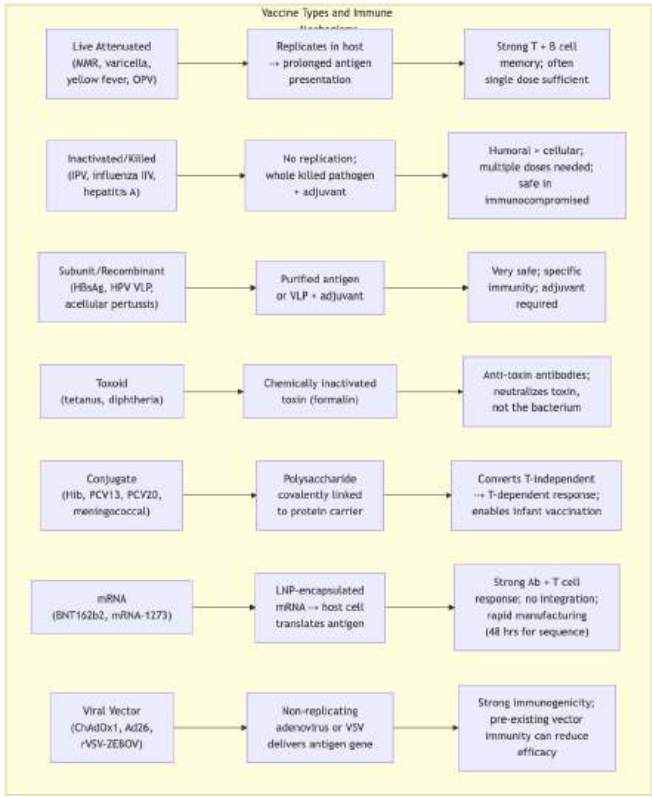 Vaccine Types and Immune
Mechanisms
Live Attenuated
(MMR, varicella,
yellow fever, OPV)
Replicates in host
→ prolonged antigen
presentation
Strong T + B cell
memory; often
single dose sufficient
Inactivated/Killed
(IPV, influenza IIV,
hepatitis A)
No replication;
whole killed pathogen
+ adjuvant
Humoral > cellular;
multiple doses needed;
safe in
immunocompromised
Subunit/Recombinant
(HBsAg, HPV VLP,
acellular pertussis)
Purified antigen
or VLP + adjuvant
Very safe; specific
immunity; adjuvant
required
Toxoid
(tetanus, diphtheria)
Chemically inactivated
toxin (formalin)
Anti-toxin antibodies;
neutralizes toxin,
not the bacterium
Conjugate
(Hib, PCV13, PCV20,
meningococcal)
Polysaccharide
covalently linked
to protein carrier
Converts T-independent
→ T-dependent response;
enables infant vaccination
mRNA
(BNT162b2, mRNA-1273)
LNP-encapsulated
mRNA → host cell
translates antigen
Strong Ab + T cell
response; no integration;
rapid manufacturing
(48 hrs for sequence)
Viral Vector
(ChAdOx1, Ad26,
rVSV-ZEBOV)
Non-replicating
adenovirus or VSV
delivers antigen gene
Strong immunogenicity;
pre-existing vector
immunity can reduce
efficacy